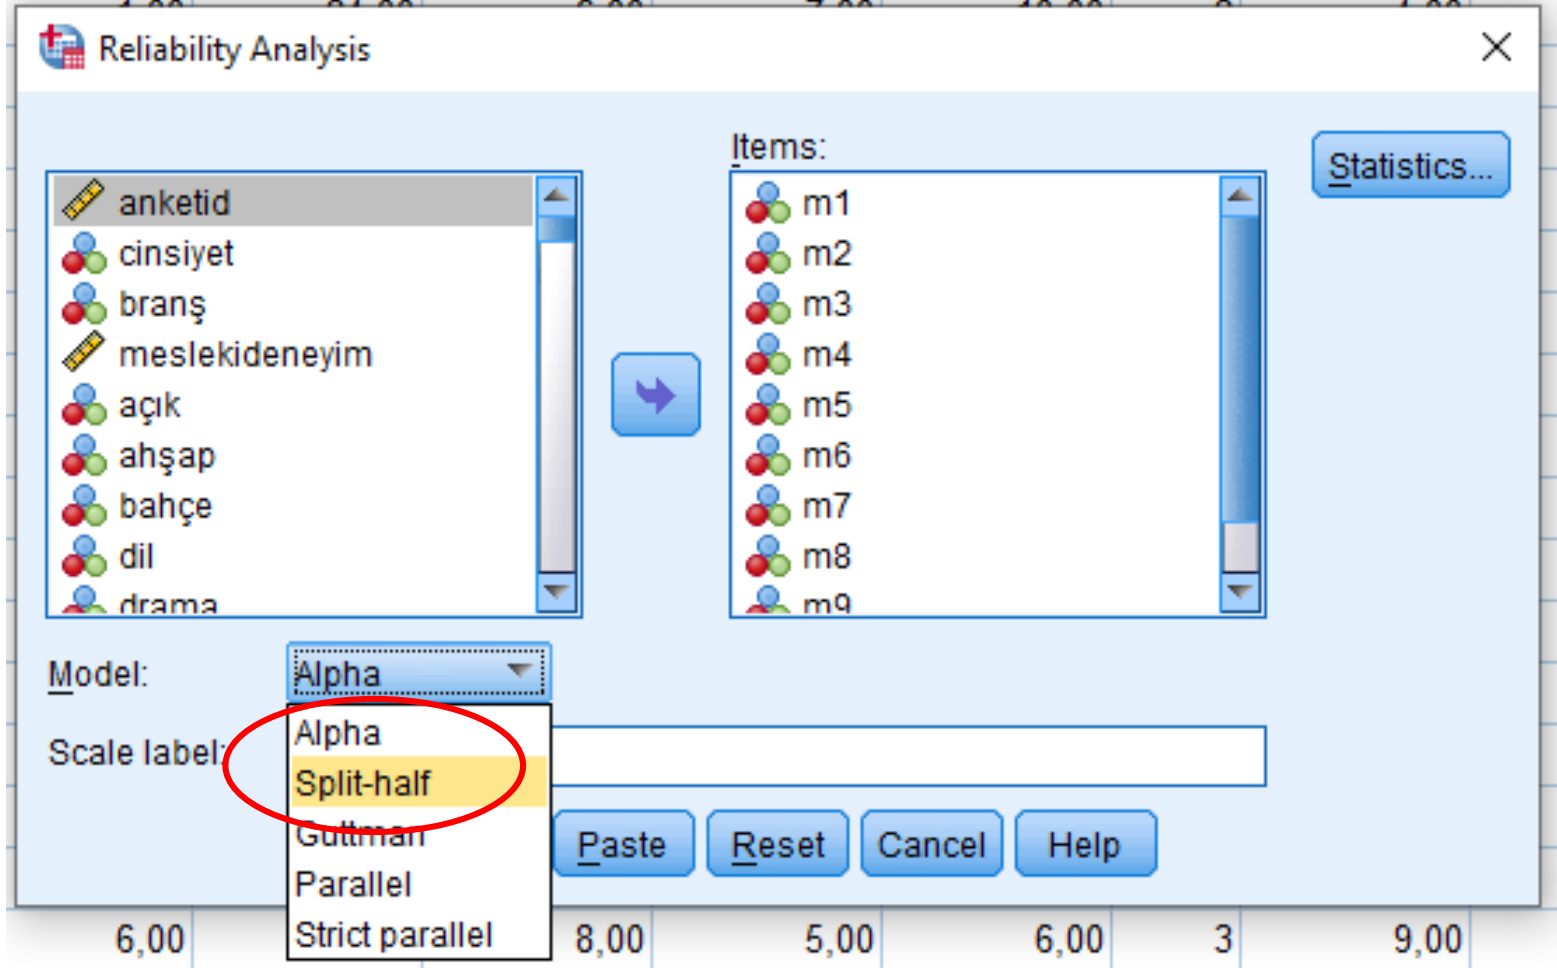 Reliability Analysis
Items:
Statistics...
anketid
cinsiyet
branş
meslekideneyim
açık
ahşap
bahçe
dil
drama
m1
m2
m3
m4
m5
m6
m7
m8
m9
Model:
Alpha
Alpha
Split-half
Guttman
Parallel
Strict parallel
Scale label:
Paste Reset Cancel Help
6,00 8,00 5,00 6,00 3 9,00